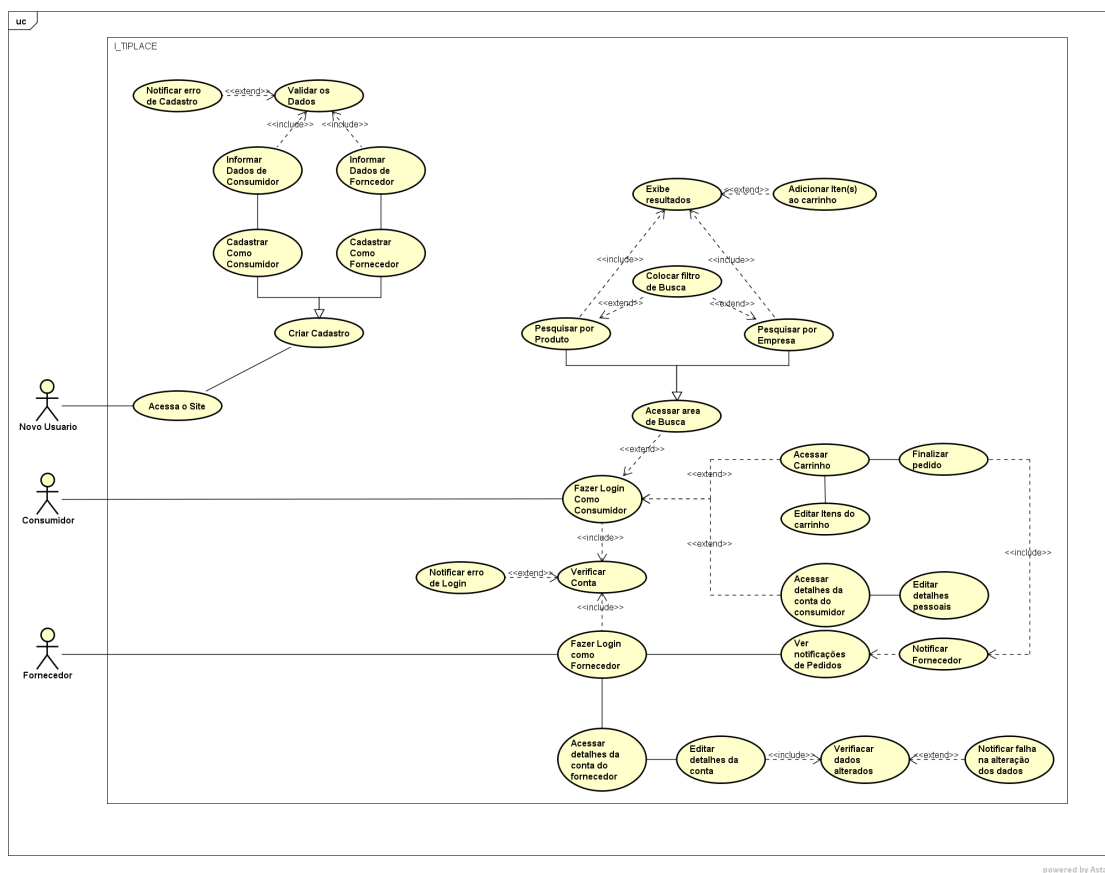 uc
I_TIPLACE
Notificar erro
de Cadastro
<<extend>>
Validar os
Dados
<<include>>
<<include>>
Informar
Dados de
Consumidor
Informar
Dados de
Forncedor
Cadastrar
Como
Consumidor
Cadastrar
Como
Fornecedor
Criar Cadastro
Acessa o Site
Novo Usuario
Exibe
resultados
<<extend>>
Adicionar Iten(s)
ao carrinho
<<include>>
<<include>>
Colocar filtro
de Busca
<<extend>>
<<extend>>
Pesquisar por
Produto
Pesquisar por
Empresa
Acessar area
de Busca
<<extend>>
Consumidor
Fazer Login
Como
Consumidor
<<extend>>
<<extend>>
Acessar
Carrinho
Finalizar
pedido
Editar Itens do
carrinho
<<include>>
<<include>>
Notificar erro
de Login
<<extend>>
Verificar
Conta
<<include>>
Acessar
detalhes da
conta do
consumidor
Editar
detalhes
pessoais
Fornecedor
Fazer Login
como
Fornecedor
Ver
notificações
de Pedidos
Notificar
Fornecedor
Acessar
detalhes da
conta do
fornecedor
Editar
detalhes da
conta
<<include>>
Verifiacar
dados
alterados
<<extend>>
Notificar falha
na alteração
dos dados
powered by Asta